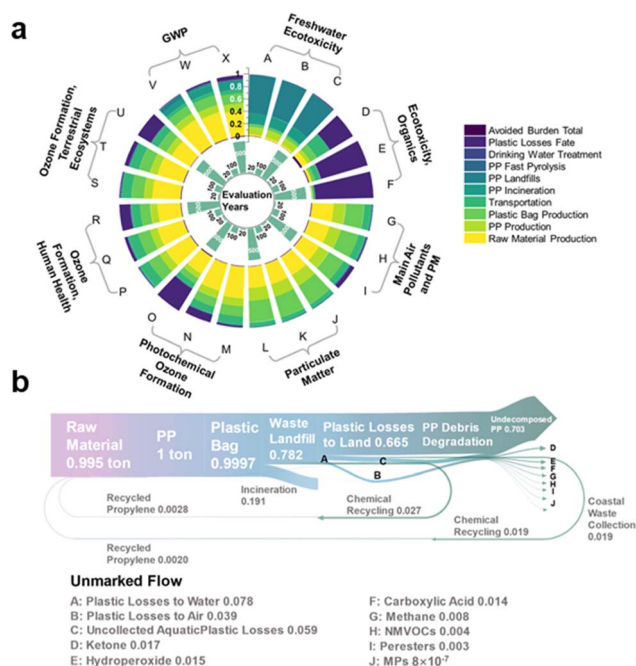 a
GWP
Freshwater
Ecotoxicity
V
W
X
A
B
C
Ozone Formation,
Terrestrial
Ecosystems
U
T
S
D
E
F
Ecotoxicity,
Organics
1
0.8
0.6
0.4
0.2
0
Evaluation
Years
20
100
500
Avoided Burden Total
Plastic Losses Fate
Drinking Water Treatment
PP Fast Pyrolysis
PP Landfills
PP Incineration
Transportation
Plastic Bag Production
PP Production
Raw Material Production
R
Q
P
Ozone
Formation,
Human Health
G
H
I
Main Air
Pollutants
and PM
O
N
M
Photochemical
Ozone
Formation
L
K
J
Particulate
Matter
b
Raw
Material
0.995 ton
PP
1 ton
Plastic
Bag
0.9997
Waste
Landfill
0.782
Plastic Losses
to Land 0.665
PP Debris
Degradation
Undecomposed
PP 0.703
A
C
B
D
E
F
G
H
I
J
Incineration
0.191
Recycled
Propylene 0.0028
Chemical
Recycling 0.027
Chemical
Recycling 0.019
Coastal
Waste
Collection
0.019
Recycled
Propylene 0.0020
Unmarked Flow
A: Plastic Losses to Water 0.078
B: Plastic Losses to Air 0.039
C: Uncollected AquaticPlastic Losses 0.059
D: Ketone 0.017
E: Hydroperoxide 0.015
F: Carboxylic Acid 0.014
G: Methane 0.008
H: NMVOCs 0.004
I: Peresters 0.003
J: MPs 8×10⁻⁷